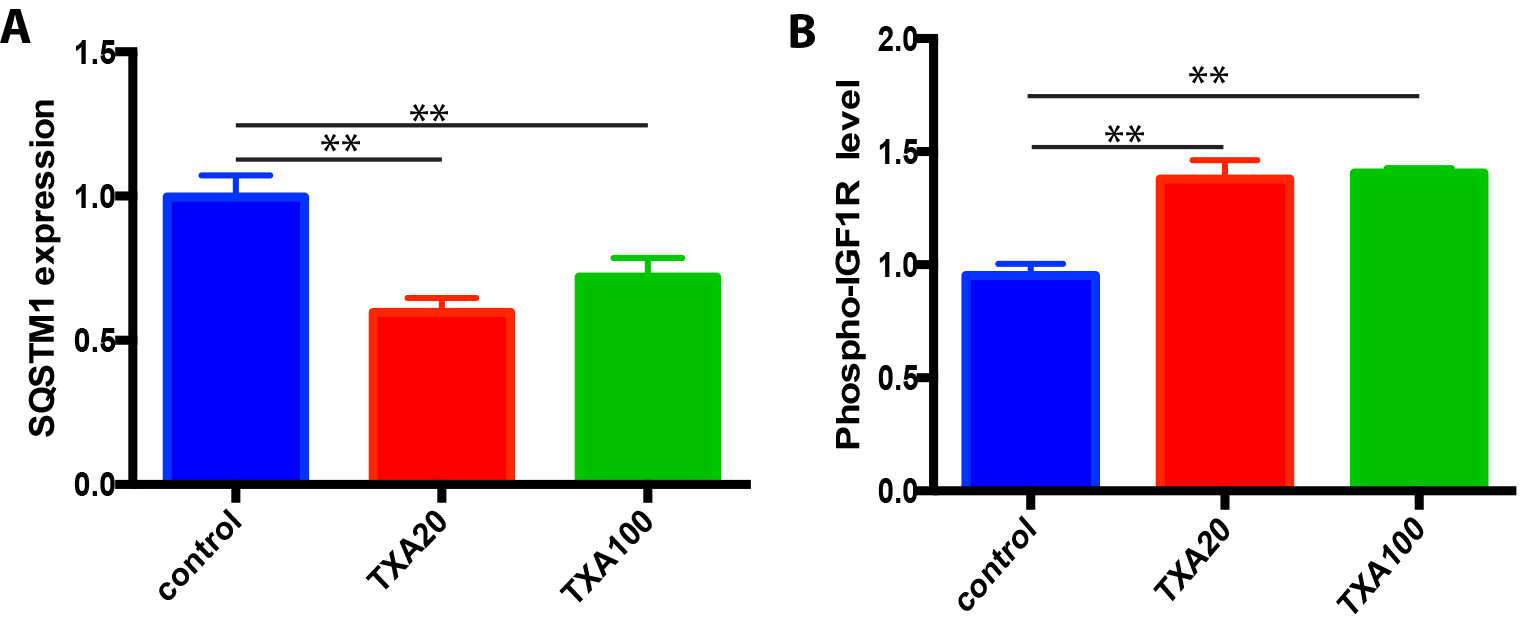 A
SQSTM1 expression
1.5
1.0
0.5
0.0
**
**
control
TXA20
TXA100
B
Phospho-IGF1R level
2.0
1.5
1.0
0.5
0.0
**
**
control
TXA20
TXA100